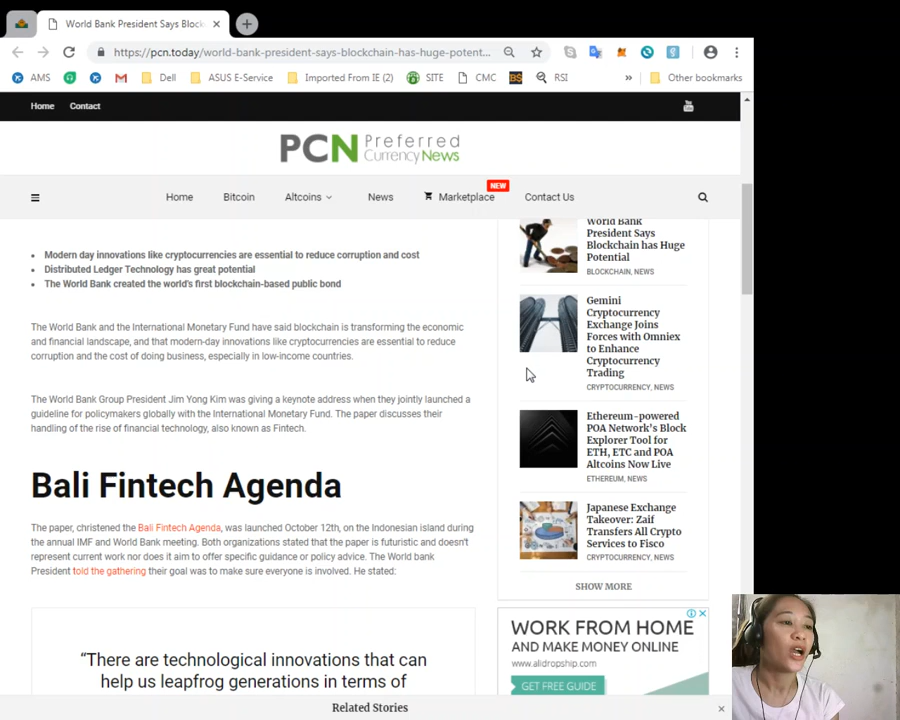 World Bank President Says Block
https://pcn.today/world-bank-president-says-blockchain-has-huge-potent...
AMS
Dell
ASUS E-Service
Imported From IE (2)
SITE
CMC
BS
RSI
»
Other bookmarks
Home
Contact
PCN Preferred
Currency News
Home
Bitcoin
Altcoins
News
Marketplace
NEW
Contact Us
Modern day innovations like cryptocurrencies are essential to reduce corruption and cost
Distributed Ledger Technology has great potential
The World Bank created the world's first blockchain-based public bond
The World Bank and the International Monetary Fund have said blockchain is transforming the economic
and financial landscape, and that modern-day innovations like cryptocurrencies are essential to reduce
corruption and the cost of doing business, especially in low-income countries.
The World Bank Group President Jim Yong Kim was giving a keynote address when they jointly launched a
guideline for policymakers globally with the International Monetary Fund. The paper discusses their
handling of the rise of financial technology, also known as Fintech.
Bali Fintech Agenda
The paper, christened the Bali Fintech Agenda, was launched October 12th, on the Indonesian island during
the annual IMF and World Bank meeting. Both organizations stated that the paper is futuristic and doesn't
represent current work nor does it aim to offer specific guidance or policy advice. The World bank
President told the gathering their goal was to make sure everyone is involved. He stated:
“There are technological innovations that can
help us leapfrog generations in terms of
World Bank
President Says
Blockchain has Huge
Potential
BLOCKCHAIN, NEWS
Gemini
Cryptocurrency
Exchange Joins
Forces with Omniex
to Enhance
Cryptocurrency
Trading
CRYPTOCURRENCY, NEWS
Ethereum-powered
POA Network's Block
Explorer Tool for
ETH, ETC and POA
Altcoins Now Live
ETHEREUM, NEWS
Japanese Exchange
Takeover: Zaif
Transfers All Crypto
Services to Fisco
CRYPTOCURRENCY, NEWS
SHOW MORE
WORK FROM HOME
AND MAKE MONEY ONLINE
www.alldropship.com
GET FREE GUIDE
Related Stories